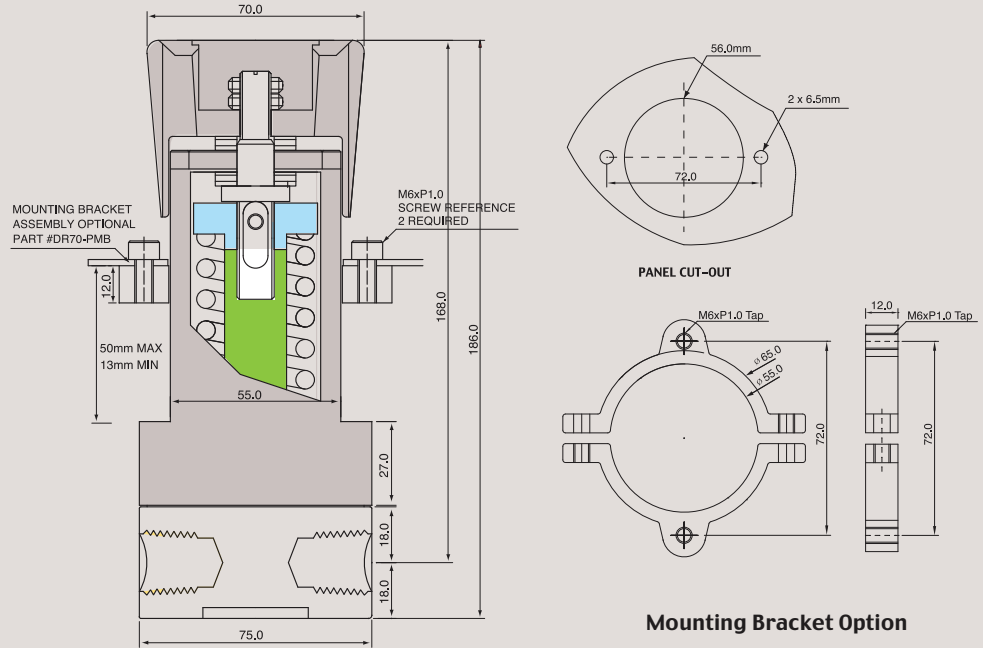 70.0
MOUNTING BRACKET
ASSEMBLY OPTIONAL
PART #DR70-PMB
M6xP1.0
SCREW REFERENCE
2 REQUIRED
12.0
50mm MAX
13mm MIN
55.0
168.0
186.0
27.0
18.0
18.0
75.0
56.0mm
2 x 6.5mm
72.0
PANEL CUT-OUT
M6xP1.0 Tap
Ø 65.0
Ø 55.0
72.0
12.0
M6xP1.0 Tap
72.0
Mounting Bracket Option